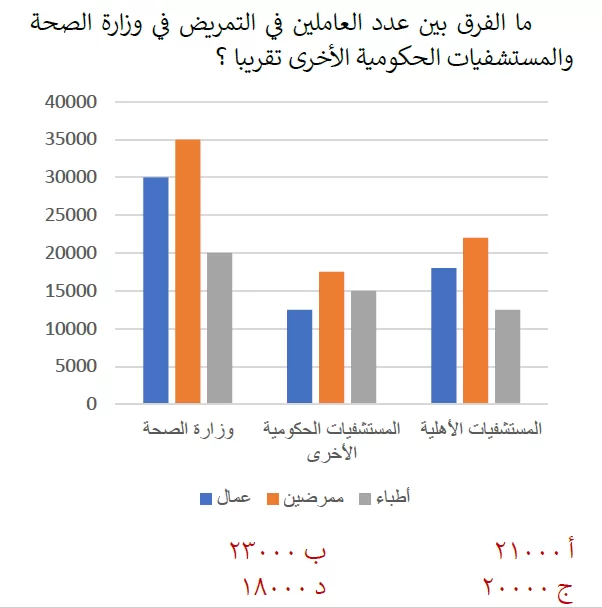 ما الفرق بين عدد العاملين في التمريض في وزارة الصحة
والمستشفيات الحكومية الأخرى تقريبا ؟
40000
35000
30000
25000
20000
15000
10000
5000
0
وزارة الصحة
المستشفيات الحكومية
الأخرى
المستشفيات الأهلية
عمال
ممرضين
أطباء
أ ٢١٠٠٠ ب ٢٣٠٠٠
ج ٢٠٠٠٠ د ١٨٠٠٠